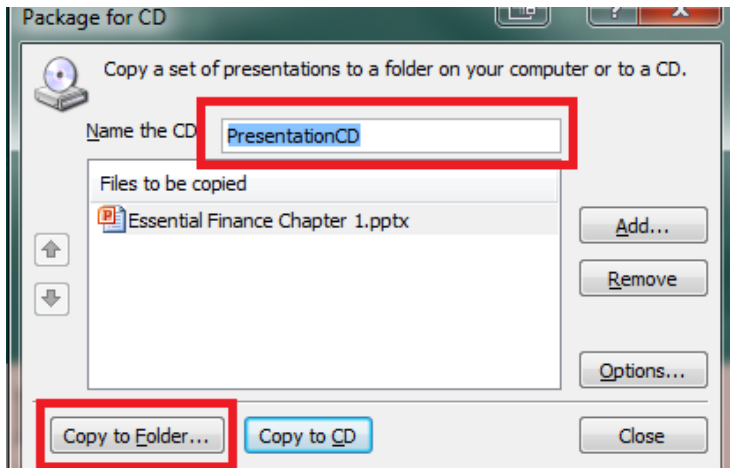 Package for CD
Copy a set of presentations to a folder on your computer or to a CD.
Name the CD
PresentationCD
Files to be copied
Essential Finance Chapter 1.pptx
Add...
Remove
Options...
Copy to Folder...
Copy to CD
Close